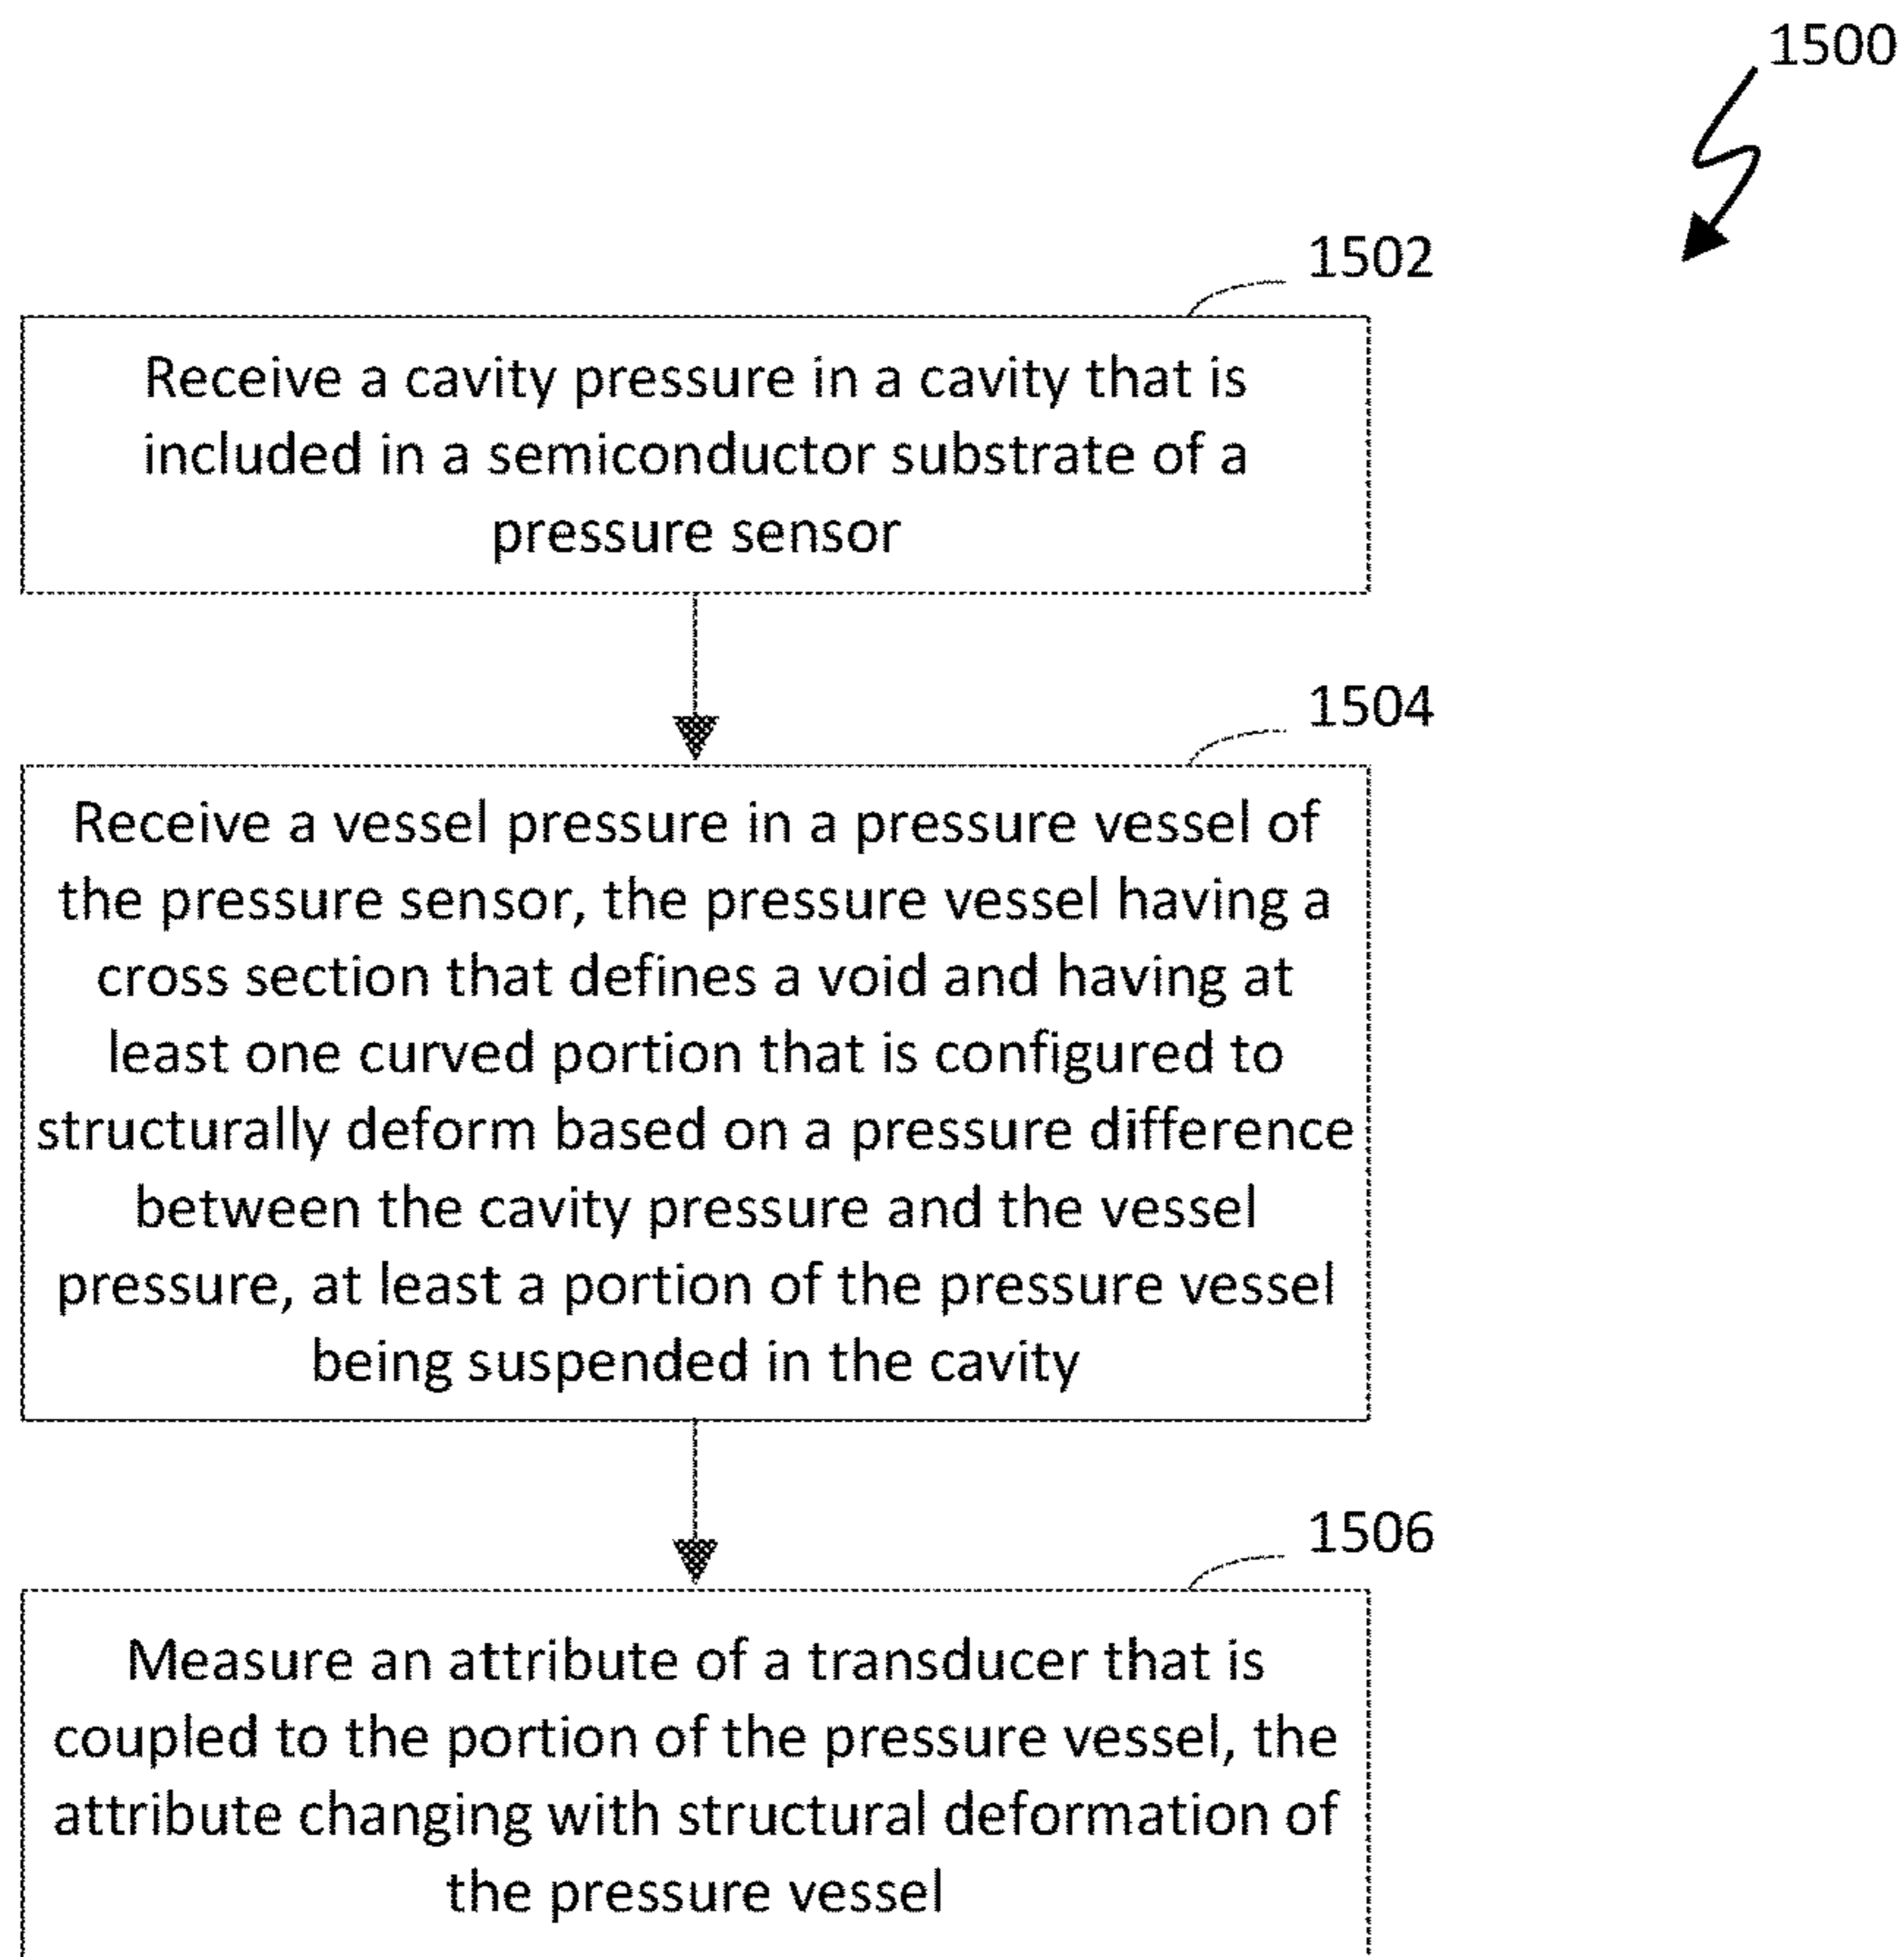 1500
1502
Receive a cavity pressure in a cavity that is
included in a semiconductor substrate of a
pressure sensor
1504
Receive a vessel pressure in a pressure vessel of
the pressure sensor, the pressure vessel having a
cross section that defines a void and having at
least one curved portion that is configured to
structurally deform based on a pressure difference
between the cavity pressure and the vessel
pressure, at least a portion of the pressure vessel
being suspended in the cavity
1506
Measure an attribute of a transducer that is
coupled to the portion of the pressure vessel, the
attribute changing with structural deformation of
the pressure vessel